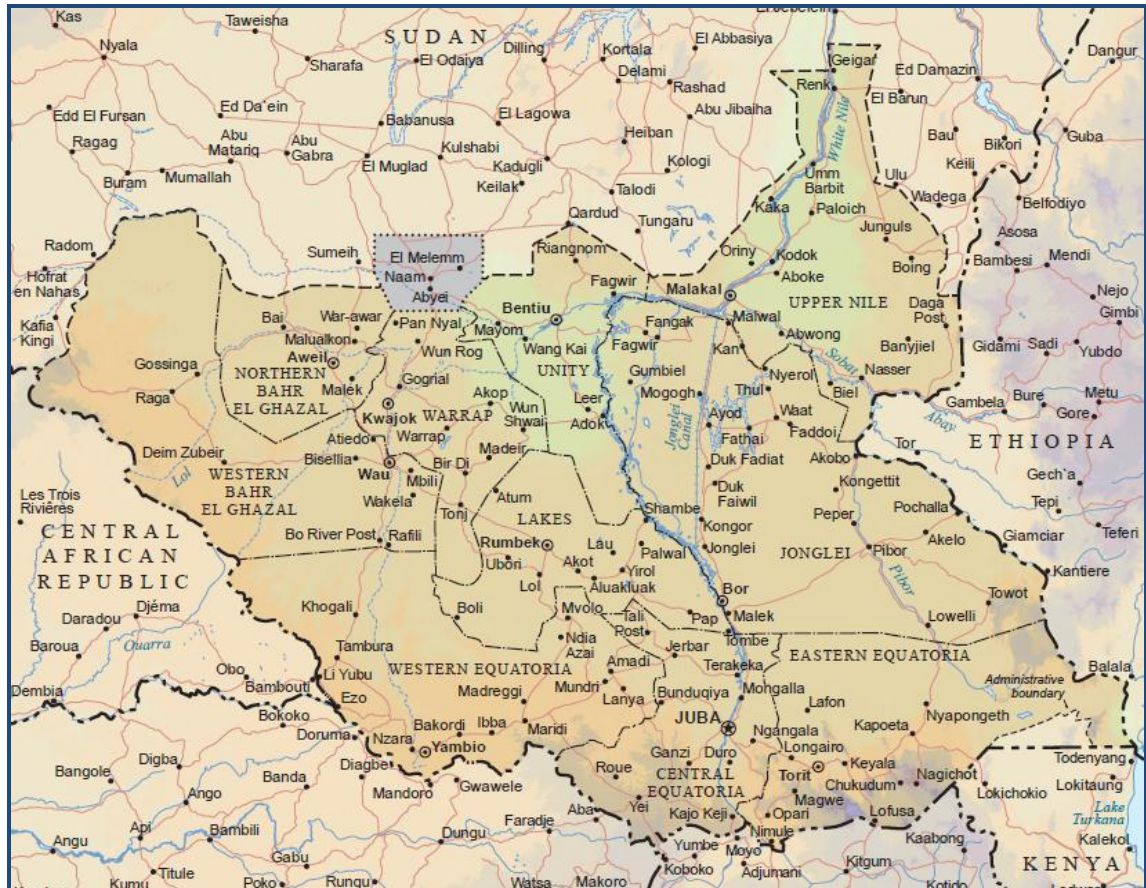 Kas
Taweisha
El Jebelein
SUDAN
Dilling
Kortala
El Abbasiya
Dangur
Nyala
Sharafa
El Odaiya
Delami
Rashad
Geigar
Ed Damazin
Renk
El Barun
Edd El Fursan
Ed Da'ein
Babanusa
El Lagowa
Abu Jibaiha
White Nile
Ragag
Abu
Matariq
Abu
Gabra
El Muglad
Kulshabi
Kadugli
Heiban
Kologi
Bau
Bikori
Guba
Keili
Buram
Mumallah
Keilak
Talodi
Umm
Barbit
Ulu
Wadega
Belfodiyo
Qardud
Tungaru
Kaka
Paloich
Junguls
Asosa
Radom
Sumeih
El Melemm
Riangnom
Oriny
Kodok
Aboke
Boing
Bambesi
Mendi
Hofrat
en Nahas
Naam
Abyei
Fagwir
Malakal
UPPER NILE
Nejo
Kafia
Kingi
Bai
War-awar
Malualkon
Pan Nyal
Mayom
Bentiu
Fangak
Malwal
Abwong
Daga
Post
Gimbi
Gossinga
Aweil
Wun Rog
Wang Kai
Fagwir
Kan
Sobat
Banyjiel
Gidami
Sadi
Yubdo
NORTHERN
BAHR
EL GHAZAL
Malek
Gogrial
UNITY
Gumbiel
Mogogh
Nyerol
Thul
Nasser
Biel
Raga
Kwajok
WARRAP
Akop
Wun
Shwai
Leer
Adok
Jonglei
Canal
Ayod
Waat
Faddoi
Gambela
Bure
Metu
Gore
Abay
ETHIOPIA
Atiedo
Warrap
Madeir
Fathai
Deim Zubeir
Bisellia
Wau
Mbili
Bir Di
Duk Fadiat
Akobo
Tor
Lol
WESTERN
BAHR
EL GHAZAL
Wakela
Atum
Duk
Faiwil
Kongettit
Gech'a
Les Trois
Rivières
Tonj
LAKES
Shambe
Peper
Pochalla
Tepi
CENTRAL
AFRICAN
REPUBLIC
Bo River Post
Rafili
Rumbek
Láu
Palwal
Kongor
Jonglei
JONGLEI
Akelo
Giamciar
Teferi
Ubori
Akot
Yirol
Pibor
Kantiere
Lol
Aluakluak
Bor
Pibor
Towot
Daradou
Djéma
Khogali
Boli
Mvolo
Malek
Lowelli
Tali
Post
Pap
Baroua
Ouarra
Tambura
Ndia
Azai
Jerbar
Tombe
EASTERN EQUATORIA
Obo
WESTERN EQUATORIA
Amadi
Terakeka
Balala
Dembia
Bambouti
Li Yubu
Ezo
Madreggi
Mundri
Lanya
Bunduqiya
Mongalla
Administrative
boundary
Bokoko
Doruma
Bakordi
Ibba
Maridi
JUBA
Lafon
Nyapongeth
Nzara
Yambio
Ngangala
Kapoeta
Digba
Diagbe
Ganzi
Duro
Longairo
Todenyang
Bangole
Banda
Mandoro
Gwawele
Roue
CENTRAL
EQUATORIA
Torit
Keyala
Chukudum
Nagichot
Lokichokio
Lokitaung
Ango
Aba
Yei
Magwe
Lofusa
Lake
Turkana
Kajo Keji
Opari
Angu
Api
Bambili
Dungu
Faradje
Nimule
Kaabong
Kalekol
Yumbe
Moyo
Gabu
Koboko
Adjumani
Kitgum
KENYA
Kumu
Titule
Poko
Rungu
Watsa
Makoro
Kotido